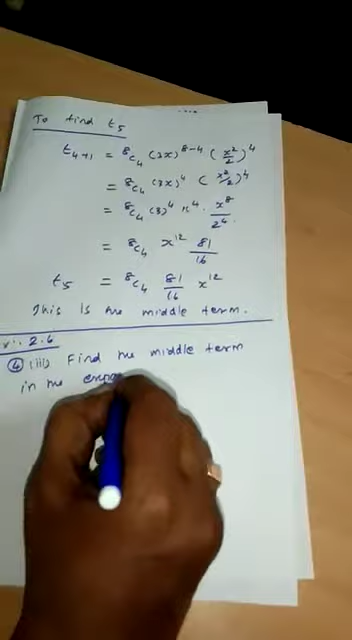 To find t₅
t₄₊₁ = ⁸C₄ (3x)⁸⁻⁴ (x²/2)⁴
= ⁸C₄ (3x)⁴ (x²/2)⁴
= ⁸C₄ (3)⁴ x⁴ · x⁸/2⁴
= ⁸C₄ x¹² 81/16
t₅ = ⁸C₄ 81/16 x¹²
This is the middle term.
2.6
④ (iii) Find the middle term
in the expa